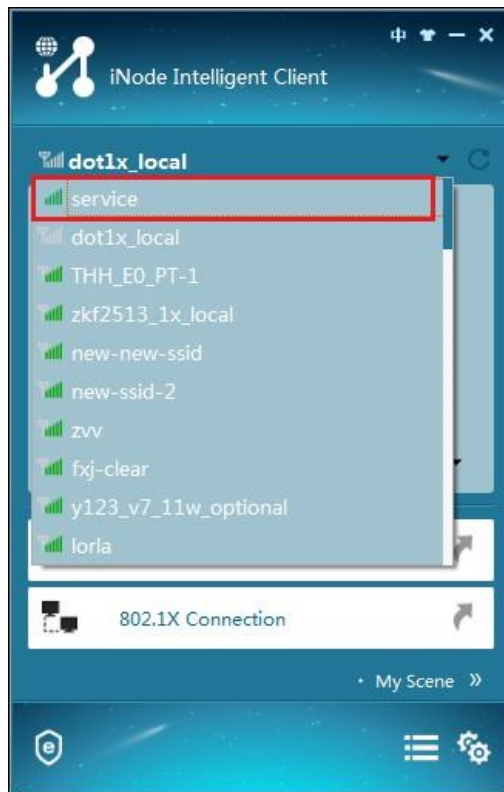 中
iNode Intelligent Client
dot1x_local
service
dot1x_local
THH_E0_PT-1
zkf2513_1x_local
new-new-ssid
new-ssid-2
zvv
fxj-clear
y123_v7_11w_optional
lorla
802.1X Connection
• My Scene »
e